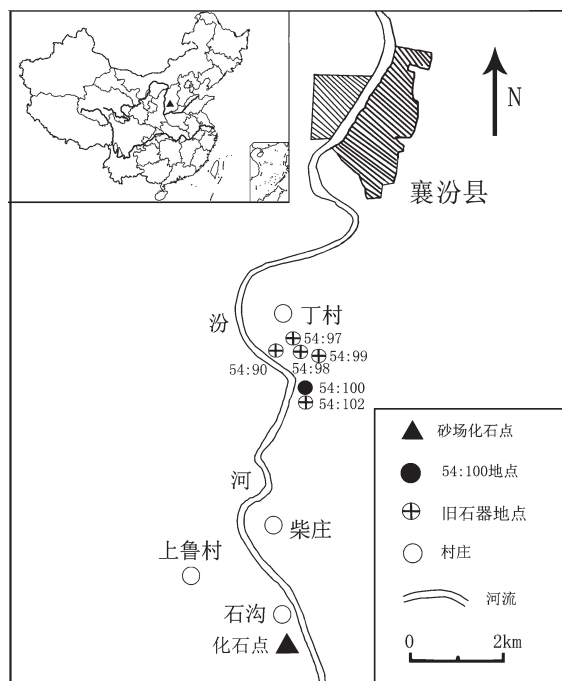 N
襄汾县
汾
丁村
54:97
54:99
54:90
54:98
54:100
54:102
河
柴庄
上鲁村
石沟
化石点
砂场化石点
54:100地点
旧石器地点
村庄
河流
0 2km